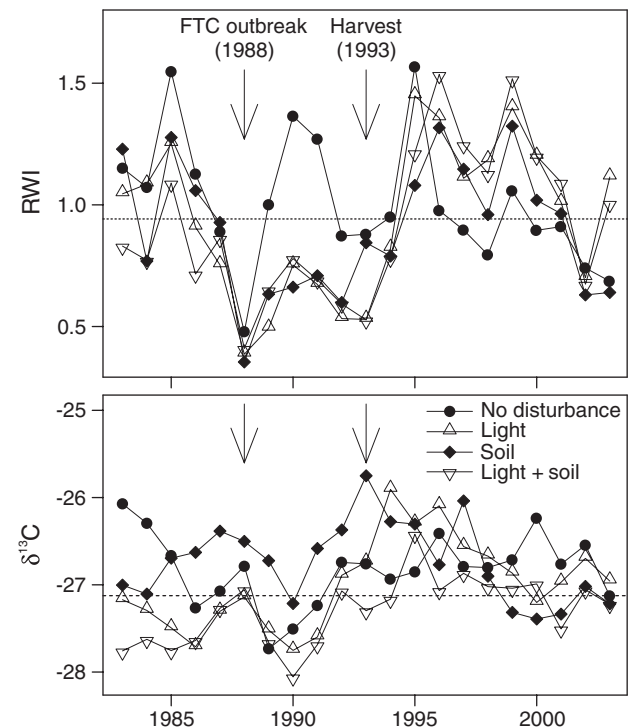 FTC outbreak
(1988)
Harvest
(1993)
1.5
1.0
0.5
RWI
-25
-26
-27
-28
δ¹³C
No disturbance
Light
Soil
Light + soil
1985
1990
1995
2000